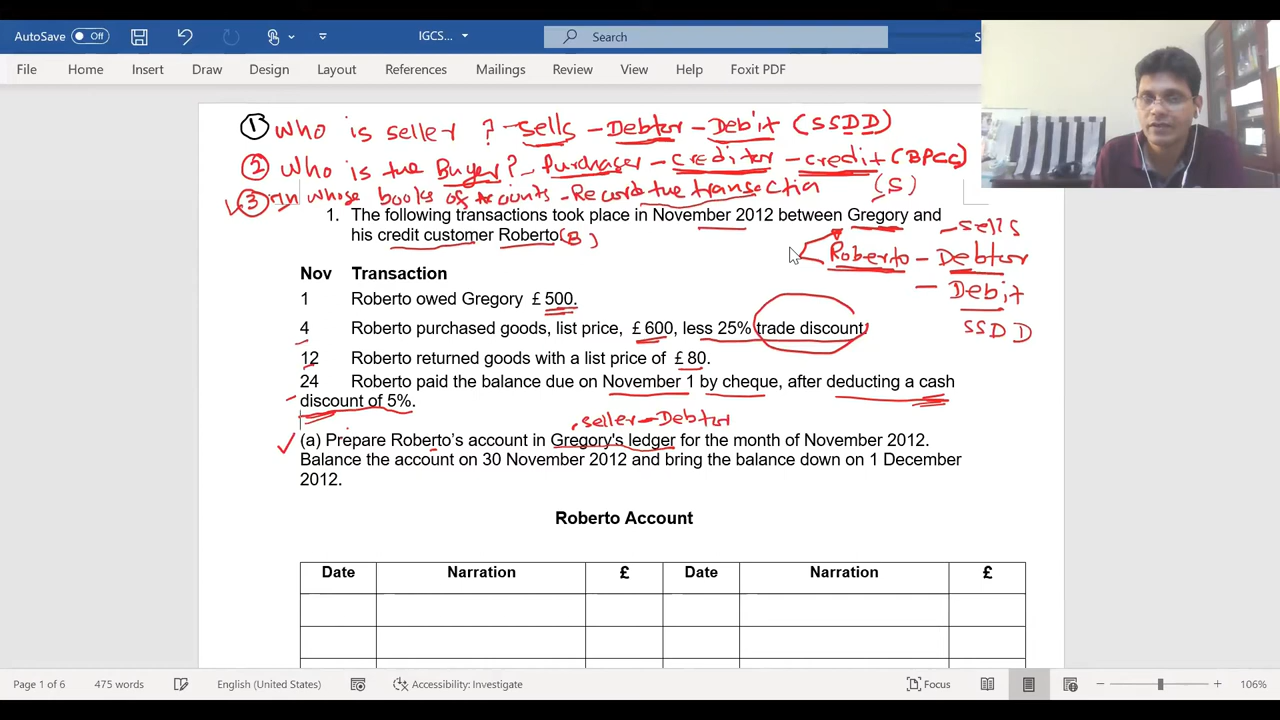 AutoSave Off IGCS... Search S
File Home Insert Draw Design Layout References Mailings Review View Help Foxit PDF
① Who is seller ? - Sells - Debtor - Debit (SSDD)
② Who is the Buyer? - Purchaser - creditor - credit (BPCC)
③ In whose books of accounts - Record the transaction (S)
1. The following transactions took place in November 2012 between Gregory and
his credit customer Roberto (B)
- sells
Roberto - Debtor
- Debit
SSDD
Nov Transaction
1 Roberto owed Gregory £ 500.
4 Roberto purchased goods, list price, £ 600, less 25% trade discount.
12 Roberto returned goods with a list price of £ 80.
24 Roberto paid the balance due on November 1 by cheque, after deducting a cash
discount of 5%.
seller - Debtor
(a) Prepare Roberto's account in Gregory's ledger for the month of November 2012.
Balance the account on 30 November 2012 and bring the balance down on 1 December
2012.
Roberto Account
Date Narration £ Date Narration £
Page 1 of 6 475 words English (United States) Accessibility: Investigate Focus 106%